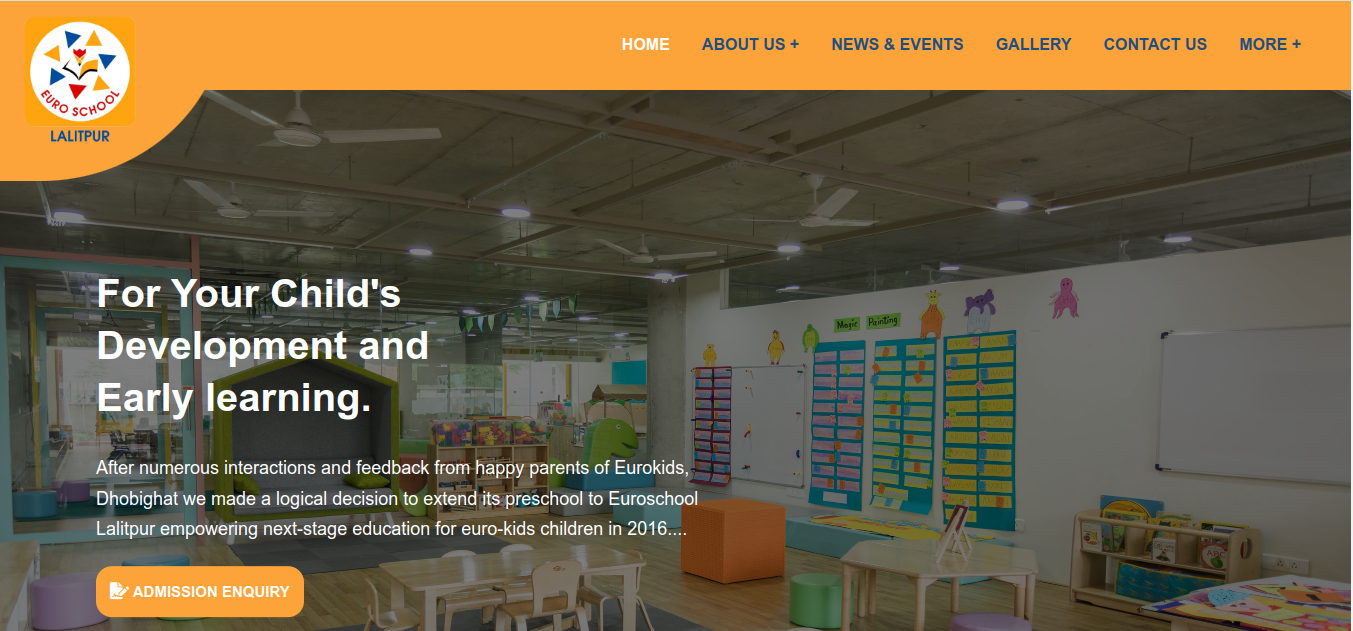 EURO SCHOOL
LALITPUR
HOME ABOUT US + NEWS & EVENTS GALLERY CONTACT US MORE +
Magic Painting
For Your Child's
Development and
Early learning.
After numerous interactions and feedback from happy parents of Eurokids,
Dhobighat we made a logical decision to extend its preschool to Euroschool
Lalitpur empowering next-stage education for euro-kids children in 2016....
ABC
ADMISSION ENQUIRY